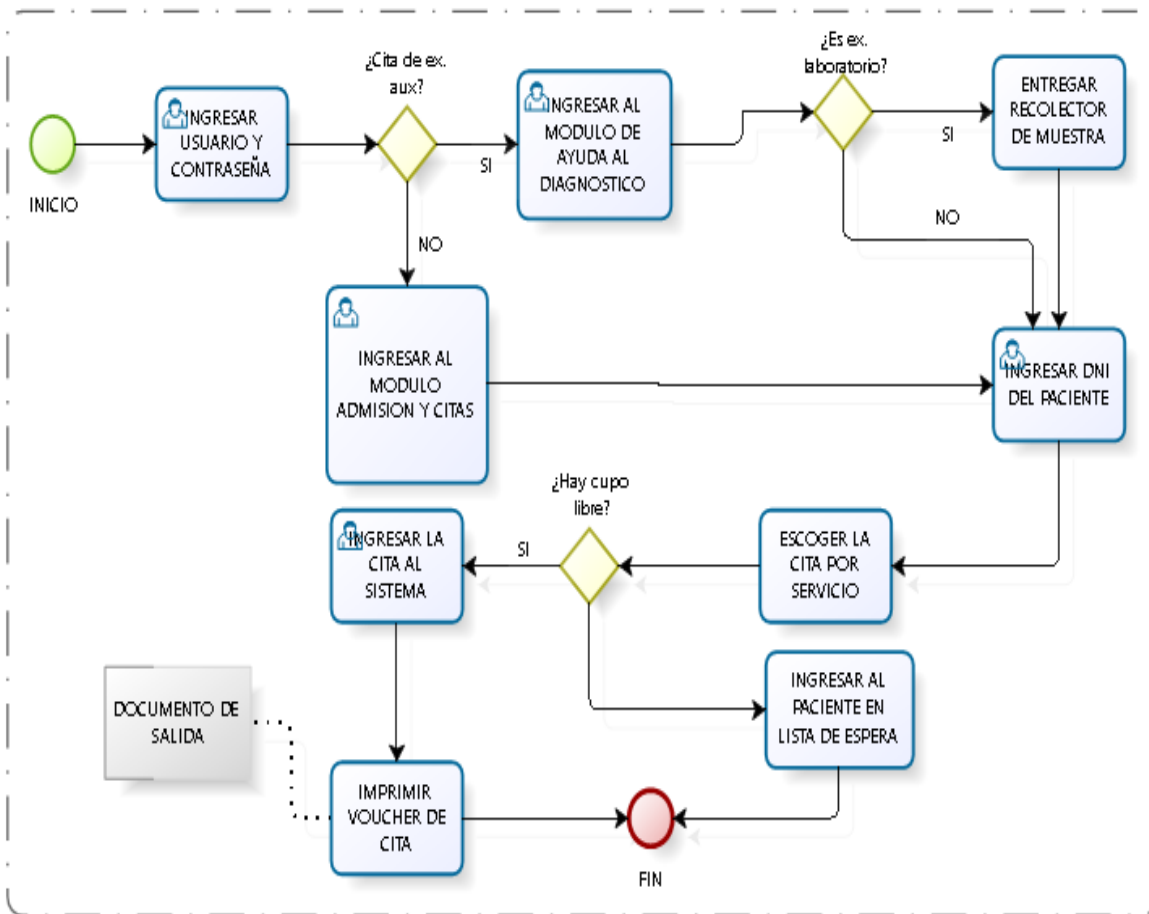 INICIO
INGRESAR
USUARIO Y
CONTRASEÑA
¿Cita de ex.
aux?
SI
NO
INGRESAR AL
MODULO DE
AYUDA AL
DIAGNOSTICO
¿Es ex.
laboratorio?
SI
NO
ENTREGAR
RECOLECTOR
DE MUESTRA
INGRESAR AL
MODULO
ADMISION Y CITAS
INGRESAR DNI
DEL PACIENTE
ESCOGER LA
CITA POR
SERVICIO
¿Hay cupo
libre?
SI
INGRESAR LA
CITA AL
SISTEMA
INGRESAR AL
PACIENTE EN
LISTA DE ESPERA
DOCUMENTO DE
SALIDA
IMPRIMIR
VOUCHER DE
CITA
FIN